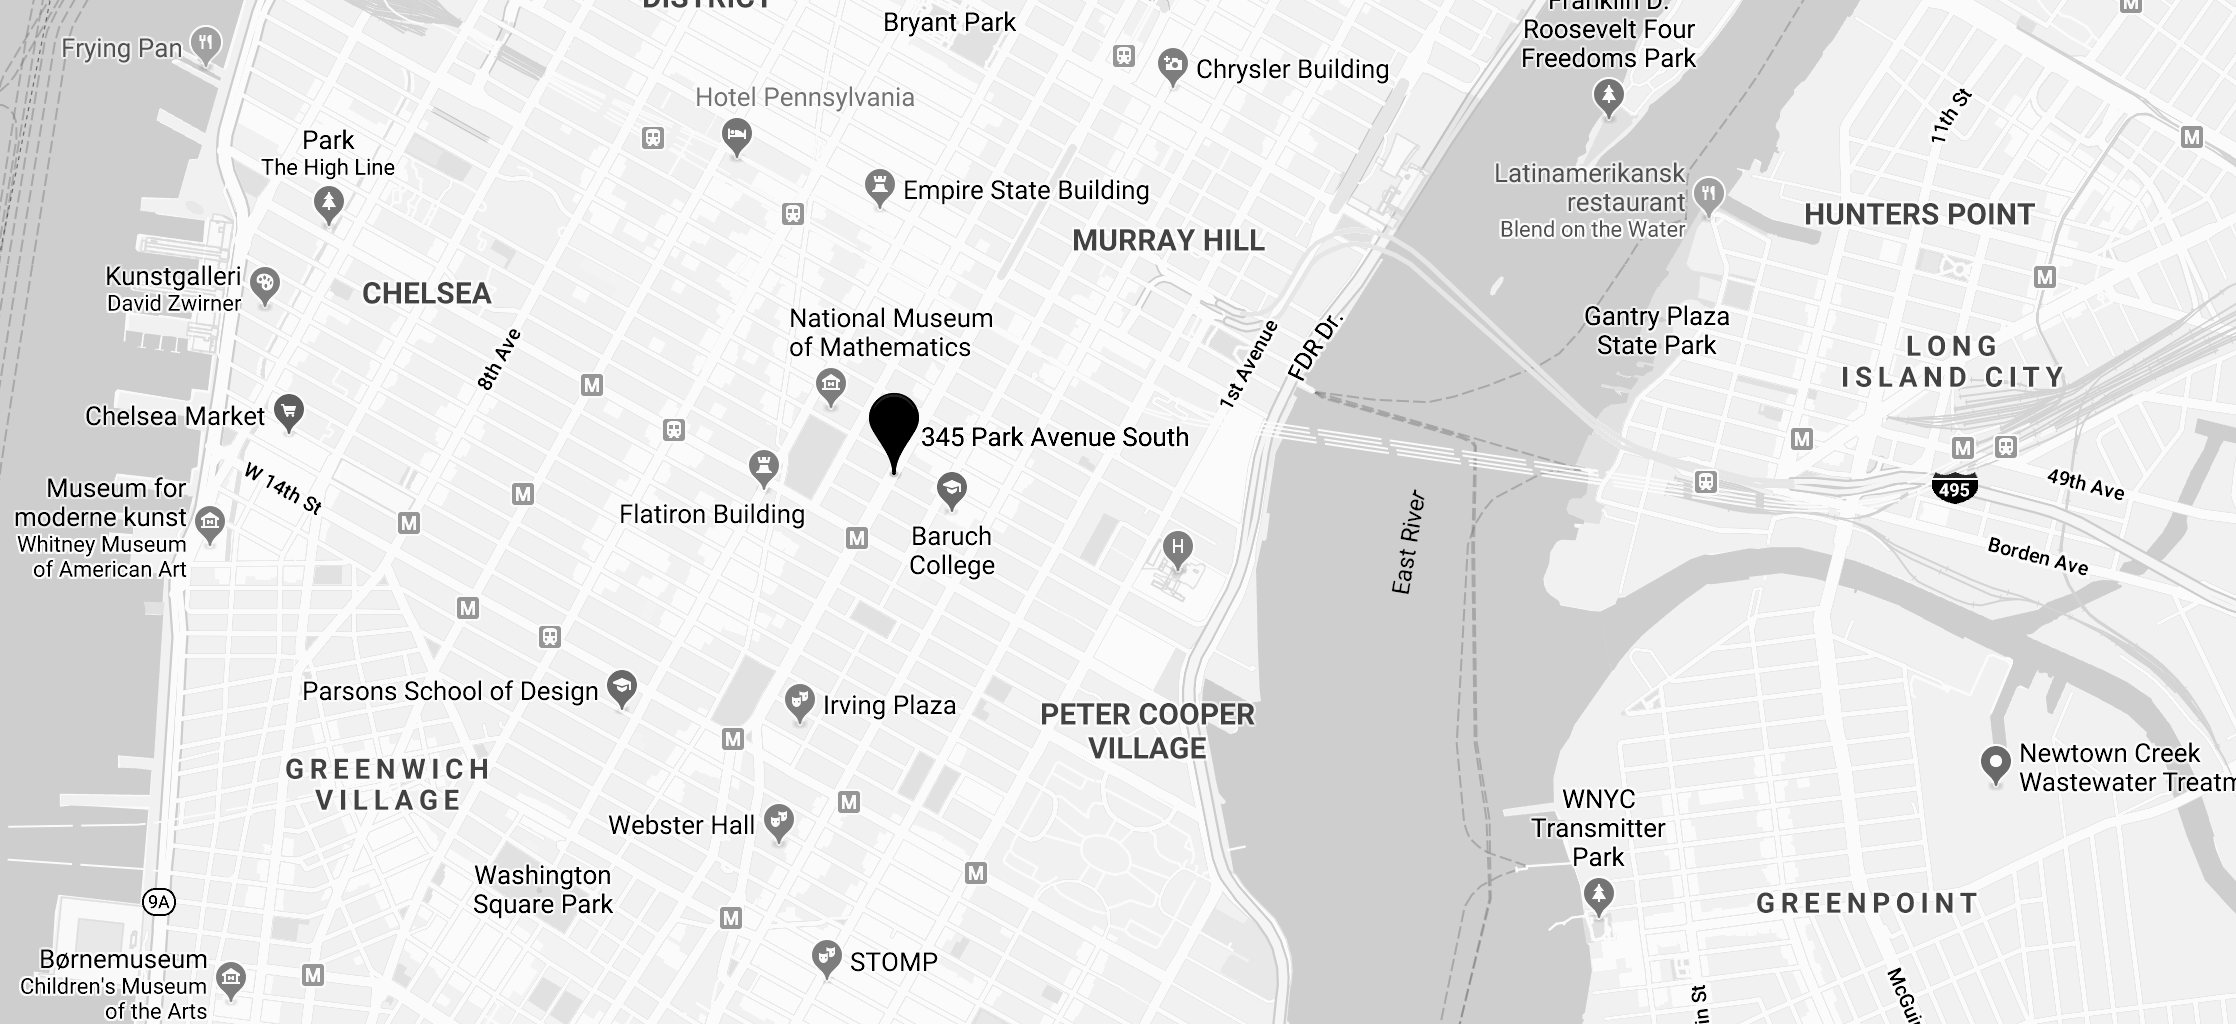 DISTRICT
Bryant Park
Franklin D.
Roosevelt Four
Freedoms Park
Frying Pan
Chrysler Building
Hotel Pennsylvania
11th St
M
M
Park
The High Line
Empire State Building
Latinamerikansk
restaurant
Blend on the Water
HUNTERS POINT
MURRAY HILL
Kunstgalleri
David Zwirner
CHELSEA
M
National Museum
of Mathematics
8th Ave
1st Avenue
FDR Dr.
Gantry Plaza
State Park
LONG
ISLAND CITY
M
Chelsea Market
345 Park Avenue South
M
M
W 14th St
495
49th Ave
Museum for
moderne kunst
Whitney Museum
of American Art
M
M
Flatiron Building
M
Baruch
College
H
East River
Borden Ave
M
Parsons School of Design
Irving Plaza
PETER COOPER
VILLAGE
M
GREENWICH
VILLAGE
Newtown Creek
Wastewater Treatm
WNYC
Transmitter
Park
M
Webster Hall
Washington
Square Park
M
9A
M
GREENPOINT
Børnemuseum
Children's Museum
of the Arts
M
STOMP
McGui
in St